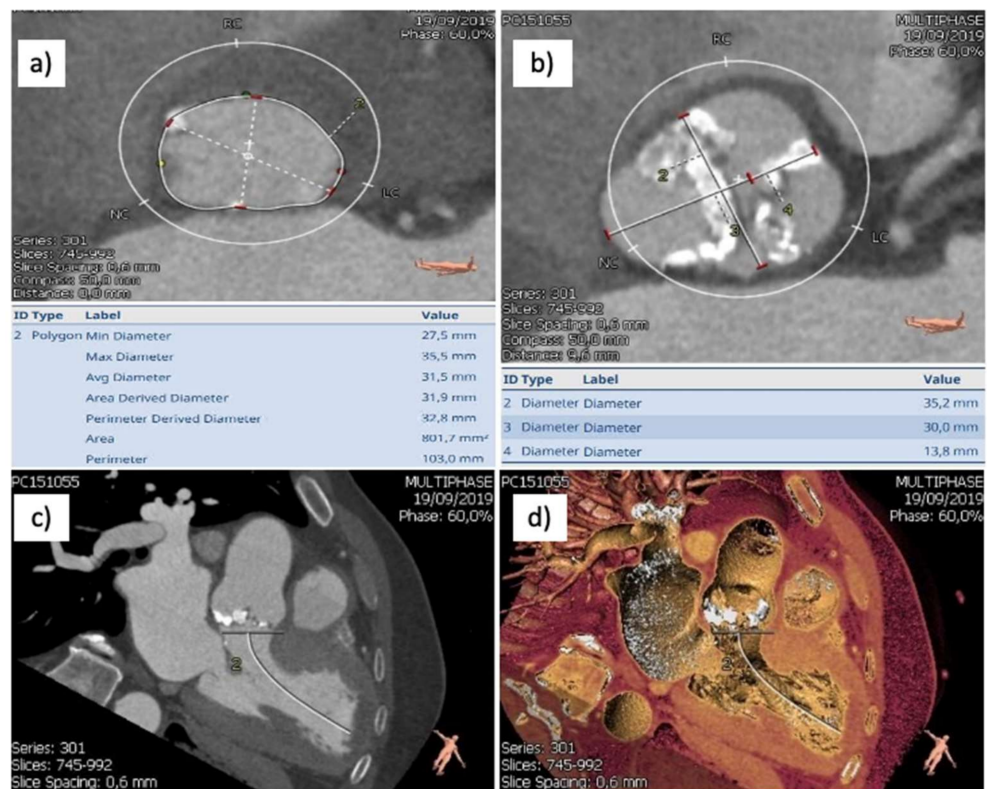 a)
RC
19/09/2019
Phase: 60,0%
2
NC
LC
Series: 301
Slices: 745-992
Slice Spacing: 0,6 mm
Compass: 50,0 mm
Distance: 0,0 mm
ID Type Label Value
2 Polygon Min Diameter 27,5 mm
Max Diameter 35,5 mm
Avg Diameter 31,5 mm
Area Derived Diameter 31,9 mm
Perimeter Derived Diameter 32,8 mm
Area 801,7 mm²
Perimeter 103,0 mm
b)
PC151055
MULTIPHASE
19/09/2019
Phase: 60,0%
RC
2
4
3
NC
LC
Series: 301
Slices: 745-992
Slice Spacing: 0,6 mm
Compass: 50,0 mm
Distance: 9,6 mm
ID Type Label Value
2 Diameter Diameter 35,2 mm
3 Diameter Diameter 30,0 mm
4 Diameter Diameter 13,8 mm
c)
PC151055
MULTIPHASE
19/09/2019
Phase: 60,0%
2
Series: 301
Slices: 745-992
Slice Spacing: 0,6 mm
d)
PC151055
MULTIPHASE
19/09/2019
Phase: 60,0%
2
Series: 301
Slices: 745-992
Slice Spacing: 0,6 mm